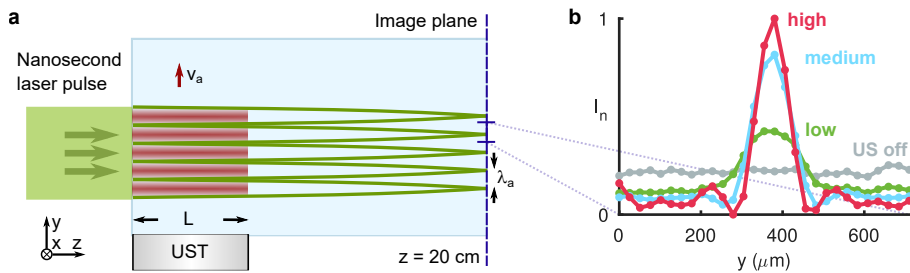 a
Image plane
Nanosecond
laser pulse
v_a
λ_a
y
x z
L
UST
z = 20 cm
b
1
high
medium
I_n
low
US off
0
0 200 400 600
y (μm)